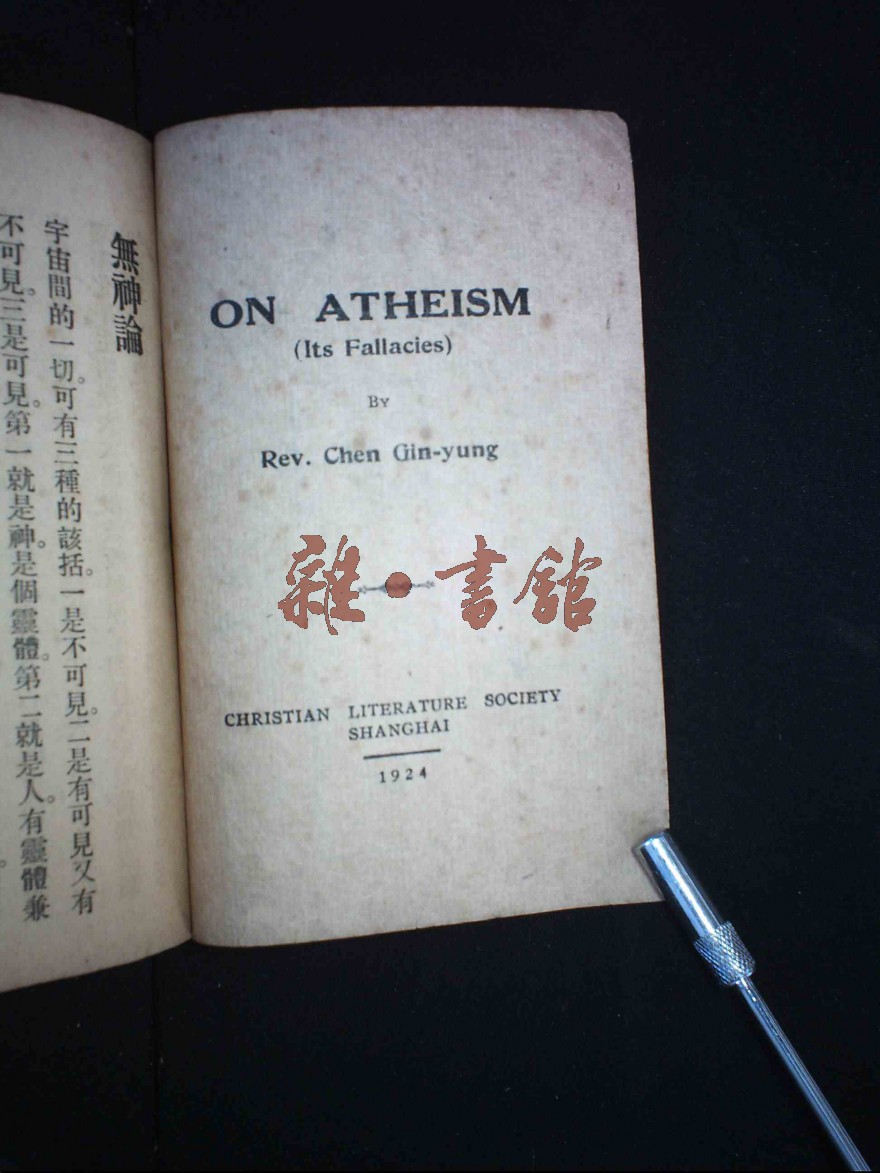 ON ATHEISM
(Its Fallacies)
BY
Rev. Chen Gin-yung
雜·書館
CHRISTIAN LITERATURE SOCIETY
SHANGHAI
1924
無神論
宇宙間的一切。可有三種的該括。一是不可見。二是有可見又有
不可見。三是可見。第一就是神。是個靈體。第二就是人。有靈體兼